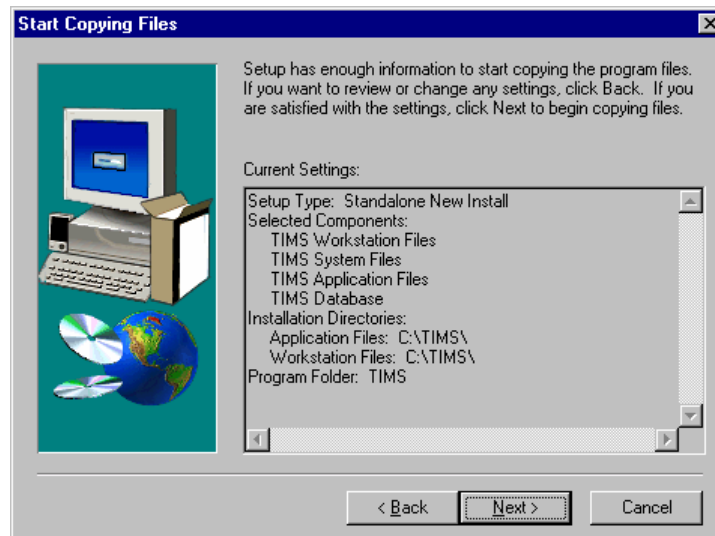 Start Copying Files
Setup has enough information to start copying the program files.
If you want to review or change any settings, click Back.  If you
are satisfied with the settings, click Next to begin copying files.
Current Settings:
Setup Type:  Standalone New Install
Selected Components:
TIMS Workstation Files
TIMS System Files
TIMS Application Files
TIMS Database
Installation Directories:
Application Files:  C:\TIMS\
Workstation Files:  C:\TIMS\
Program Folder:  TIMS
< Back
Next >
Cancel